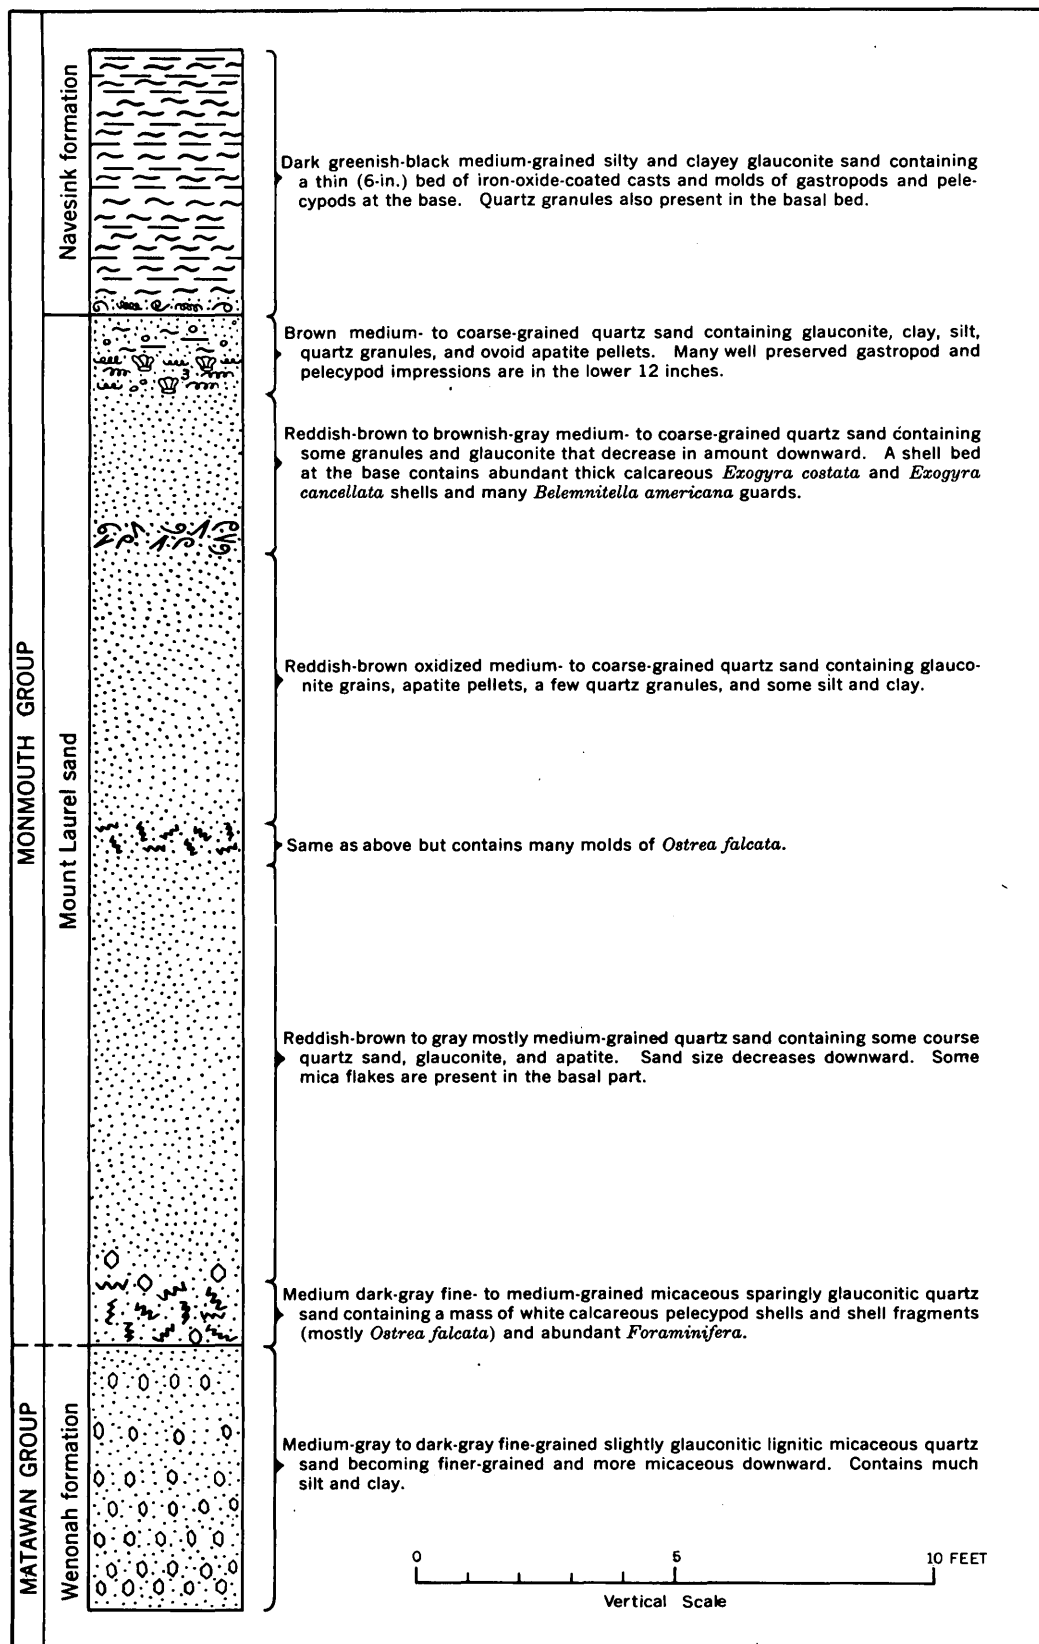 MONMOUTH GROUP
MATAWAN GROUP
Navesink formation
Mount Laurel sand
Wenonah formation
Dark greenish-black medium-grained silty and clayey glauconite sand containing
a thin (6-in.) bed of iron-oxide-coated casts and molds of gastropods and pele-
cypods at the base. Quartz granules also present in the basal bed.
Brown medium- to coarse-grained quartz sand containing glauconite, clay, silt,
quartz granules, and ovoid apatite pellets. Many well preserved gastropod and
pelecypod impressions are in the lower 12 inches.
Reddish-brown to brownish-gray medium- to coarse-grained quartz sand containing
some granules and glauconite that decrease in amount downward. A shell bed
at the base contains abundant thick calcareous Exogyra costata and Exogyra
cancellata shells and many Belemnitella americana guards.
Reddish-brown oxidized medium- to coarse-grained quartz sand containing glauco-
nite grains, apatite pellets, a few quartz granules, and some silt and clay.
Same as above but contains many molds of Ostrea falcata.
Reddish-brown to gray mostly medium-grained quartz sand containing some course
quartz sand, glauconite, and apatite. Sand size decreases downward. Some
mica flakes are present in the basal part.
Medium dark-gray fine- to medium-grained micaceous sparingly glauconitic quartz
sand containing a mass of white calcareous pelecypod shells and shell fragments
(mostly Ostrea falcata) and abundant Foraminifera.
Medium-gray to dark-gray fine-grained slightly glauconitic lignitic micaceous quartz
sand becoming finer-grained and more micaceous downward. Contains much
silt and clay.
0 5 10 FEET
Vertical Scale